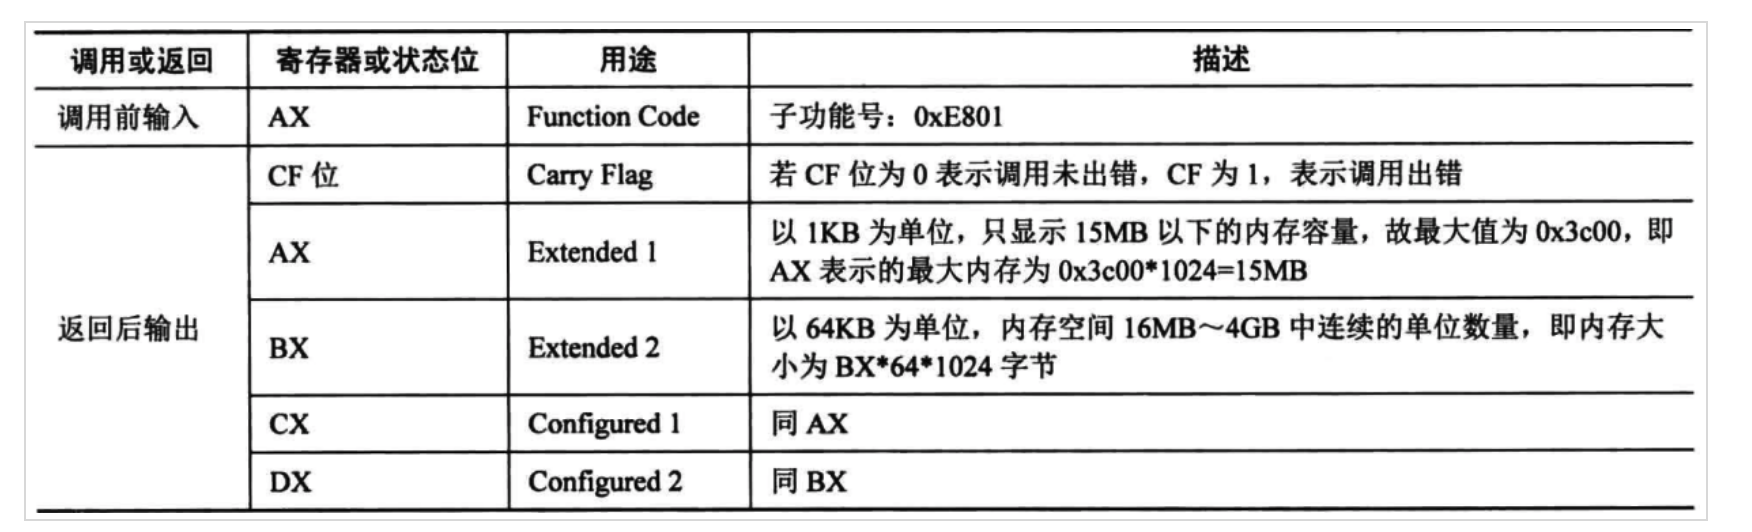 调用或返回 寄存器或状态位 用途 描述
调用前输入 AX Function Code 子功能号：0xE801
返回后输出 CF 位 Carry Flag 若 CF 位为 0 表示调用未出错，CF 为 1，表示调用出错
AX Extended 1 以 1KB 为单位，只显示 15MB 以下的内存容量，故最大值为 0x3c00，即
AX 表示的最大内存为 0x3c00*1024=15MB
BX Extended 2 以 64KB 为单位，内存空间 16MB～4GB 中连续的单位数量，即内存大
小为 BX*64*1024 字节
CX Configured 1 同 AX
DX Configured 2 同 BX